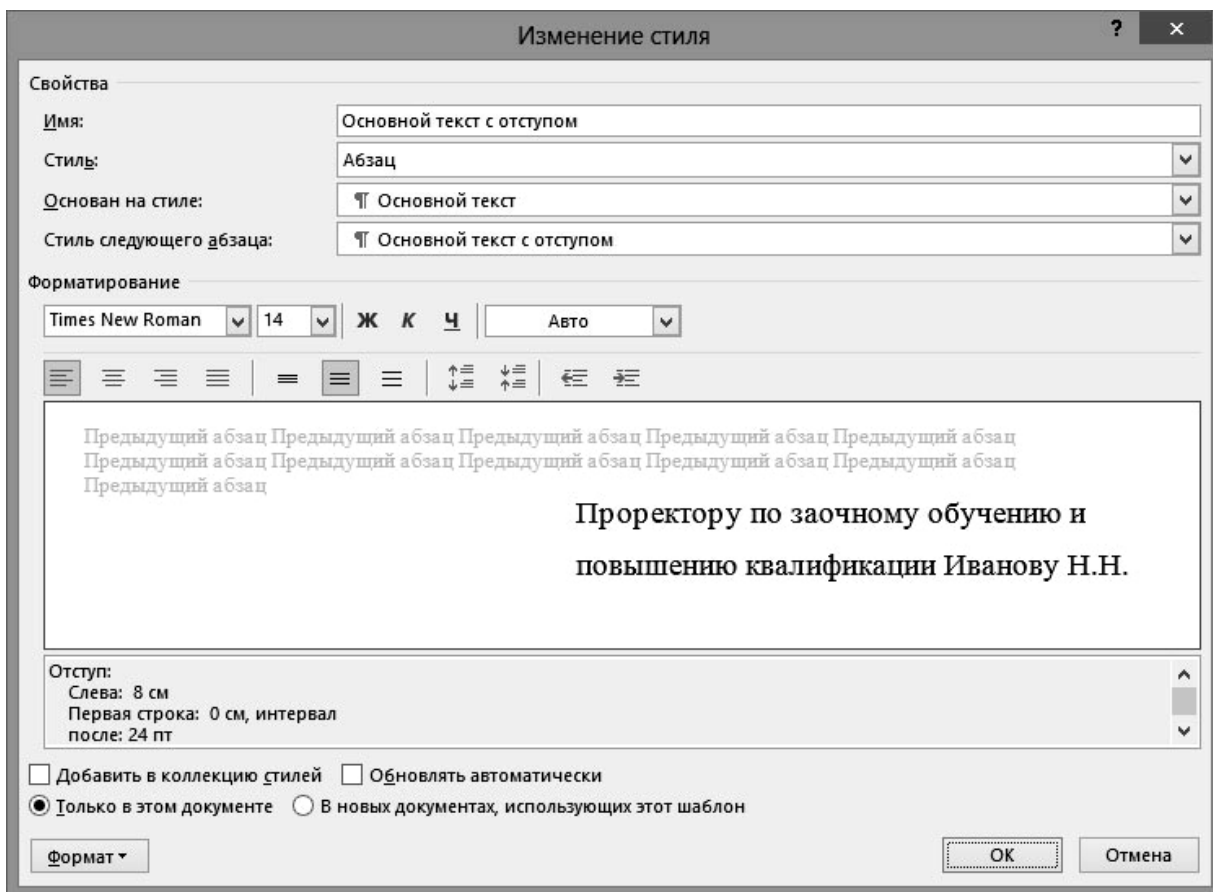 Изменение стиля
? ×
Свойства
Имя: Основной текст с отступом
Стиль: Абзац
Основан на стиле: ¶ Основной текст
Стиль следующего абзаца: ¶ Основной текст с отступом
Форматирование
Times New Roman 14 Ж К Ч Авто
Предыдущий абзац Предыдущий абзац Предыдущий абзац Предыдущий абзац Предыдущий абзац
Предыдущий абзац Предыдущий абзац Предыдущий абзац Предыдущий абзац Предыдущий абзац
Предыдущий абзац
Проректору по заочному обучению и
повышению квалификации Иванову Н.Н.
Отступ:
Слева: 8 см
Первая строка: 0 см, интервал
после: 24 пт
Добавить в коллекцию стилей Обновлять автоматически
Только в этом документе В новых документах, использующих этот шаблон
Формат ОК Отмена